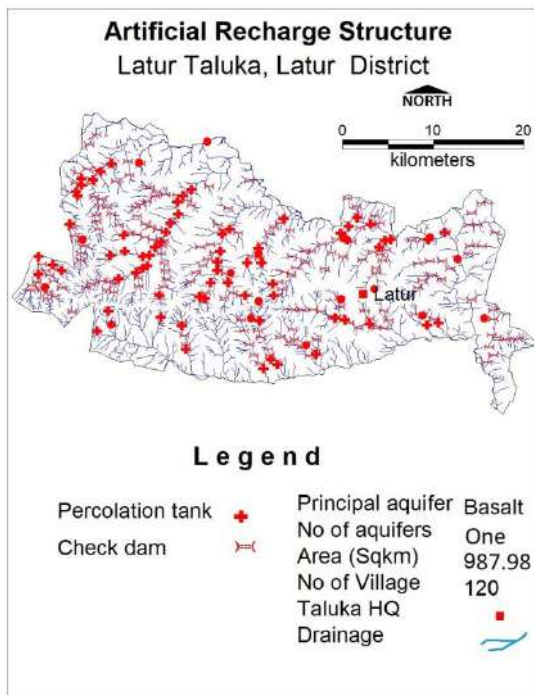 Artificial Recharge Structure
Latur Taluka, Latur District
NORTH
0 10 20
kilometers
Latur
Legend
Percolation tank
Check dam
Principal aquifer Basalt
No of aquifers One
Area (Sqkm) 987.98
No of Village 120
Taluka HQ
Drainage